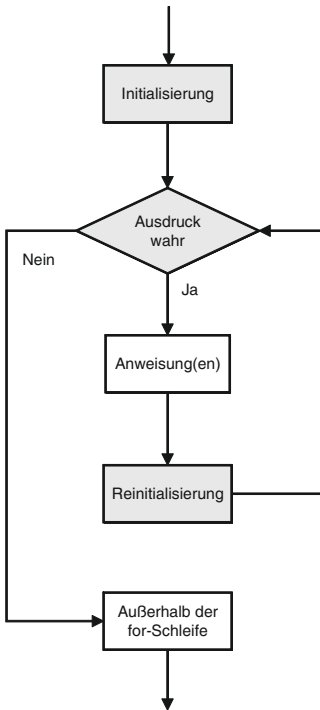 Initialisierung
Ausdruck
wahr
Nein
Ja
Anweisung(en)
Reinitialisierung
Außerhalb der
for-Schleife